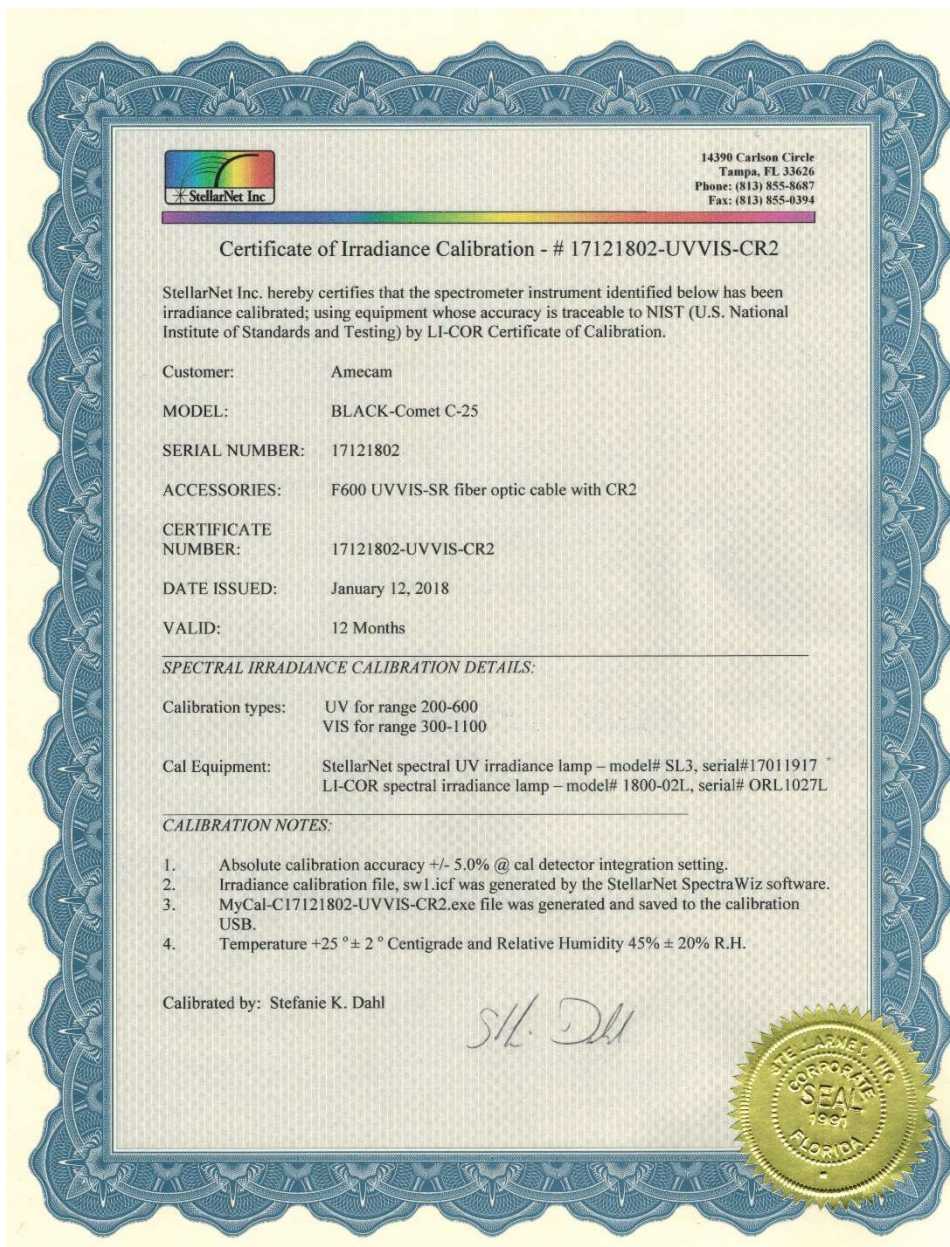 StellarNet Inc
14390 Carlson Circle
Tampa, FL 33626
Phone: (813) 855-8687
Fax: (813) 855-0394
Certificate of Irradiance Calibration - # 17121802-UVVIS-CR2
StellarNet Inc. hereby certifies that the spectrometer instrument identified below has been
irradiance calibrated; using equipment whose accuracy is traceable to NIST (U.S. National
Institute of Standards and Testing) by LI-COR Certificate of Calibration.
Customer: Amecam
MODEL: BLACK-Comet C-25
SERIAL NUMBER: 17121802
ACCESSORIES: F600 UVVIS-SR fiber optic cable with CR2
CERTIFICATE
NUMBER: 17121802-UVVIS-CR2
DATE ISSUED: January 12, 2018
VALID: 12 Months
SPECTRAL IRRADIANCE CALIBRATION DETAILS:
Calibration types: UV for range 200-600
VIS for range 300-1100
Cal Equipment: StellarNet spectral UV irradiance lamp – model# SL3, serial#17011917
LI-COR spectral irradiance lamp – model# 1800-02L, serial# ORL1027L
CALIBRATION NOTES:
1. Absolute calibration accuracy +/- 5.0% @ cal detector integration setting.
2. Irradiance calibration file, sw1.icf was generated by the StellarNet SpectraWiz software.
3. MyCal-C17121802-UVVIS-CR2.exe file was generated and saved to the calibration
USB.
4. Temperature +25 ° ± 2 ° Centigrade and Relative Humidity 45% ± 20% R.H.
Calibrated by: Stefanie K. Dahl
STELLARNET, INC.
CORPORATE
SEAL
1991
FLORIDA